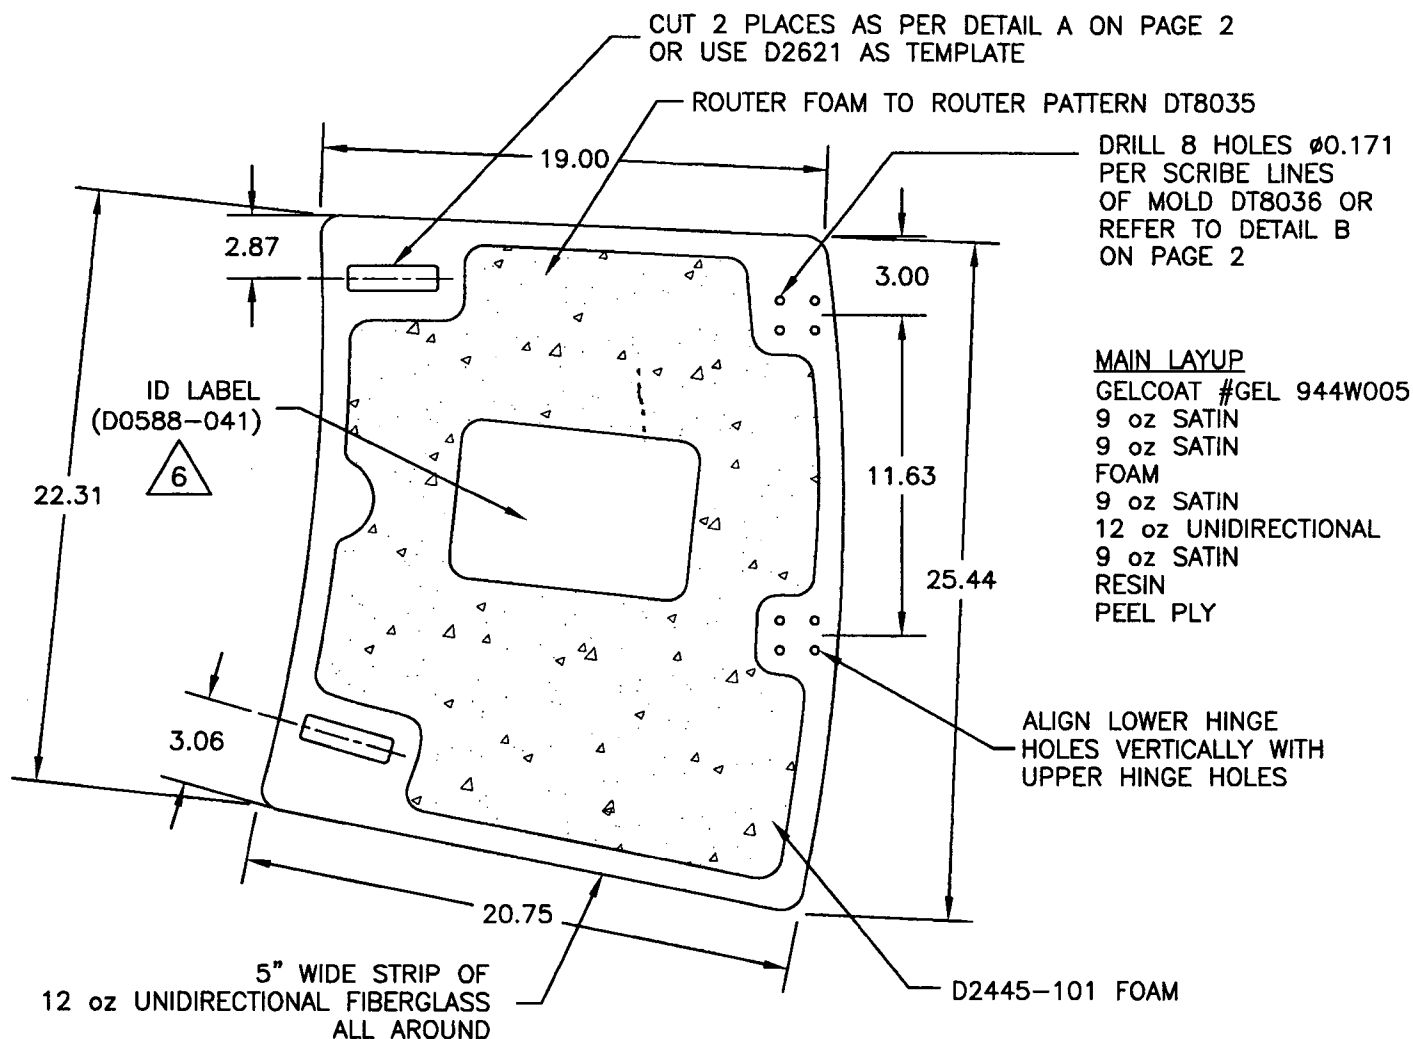 CUT 2 PLACES AS PER DETAIL A ON PAGE 2
OR USE D2621 AS TEMPLATE
ROUTER FOAM TO ROUTER PATTERN DT8035
DRILL 8 HOLES ø0.171
PER SCRIBE LINES
OF MOLD DT8036 OR
REFER TO DETAIL B
ON PAGE 2
19.00
2.87
3.00
MAIN LAYUP
GELCOAT #GEL 944W005
9 oz SATIN
9 oz SATIN
FOAM
9 oz SATIN
12 oz UNIDIRECTIONAL
9 oz SATIN
RESIN
PEEL PLY
ID LABEL
(D0588-041)
6
22.31
11.63
25.44
3.06
ALIGN LOWER HINGE
HOLES VERTICALLY WITH
UPPER HINGE HOLES
20.75
5" WIDE STRIP OF
12 oz UNIDIRECTIONAL FIBERGLASS
ALL AROUND
D2445-101 FOAM